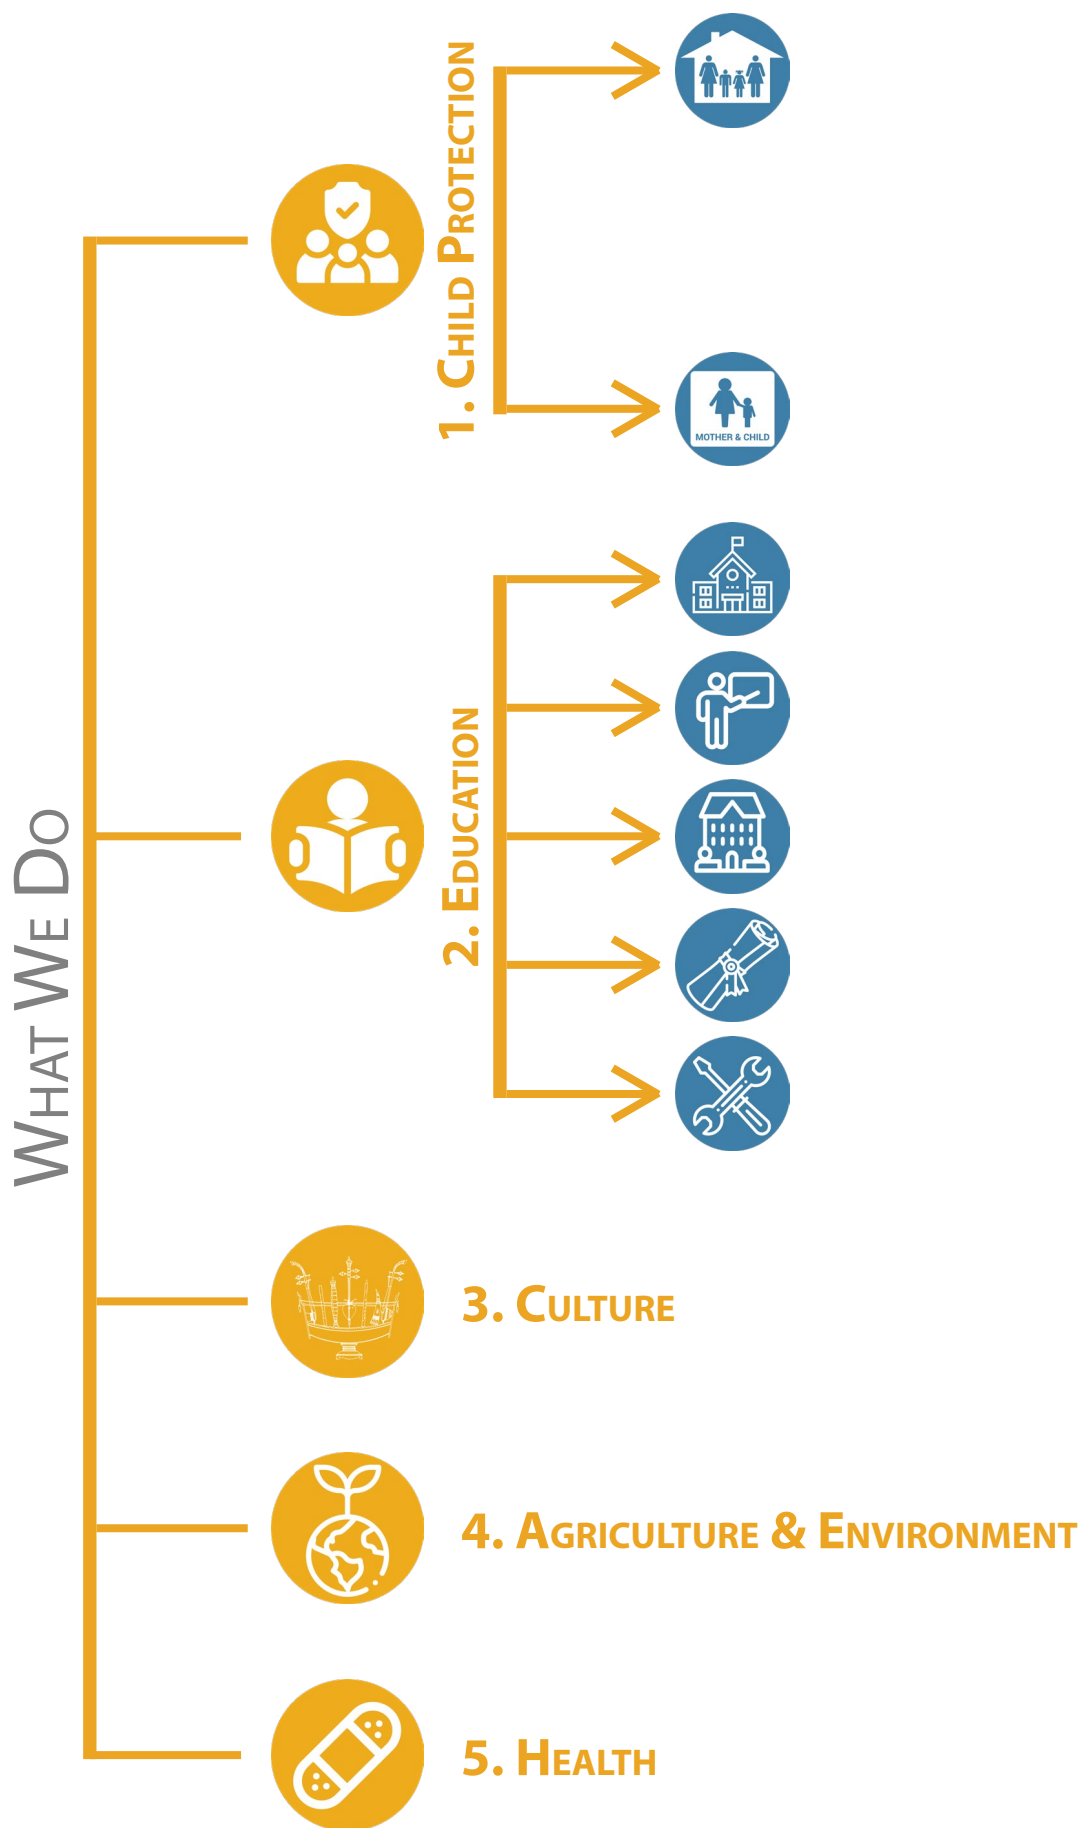 What We Do
1. Child Protection
MOTHER & CHILD
2. Education
3. Culture
4. Agriculture & Environment
5. Health